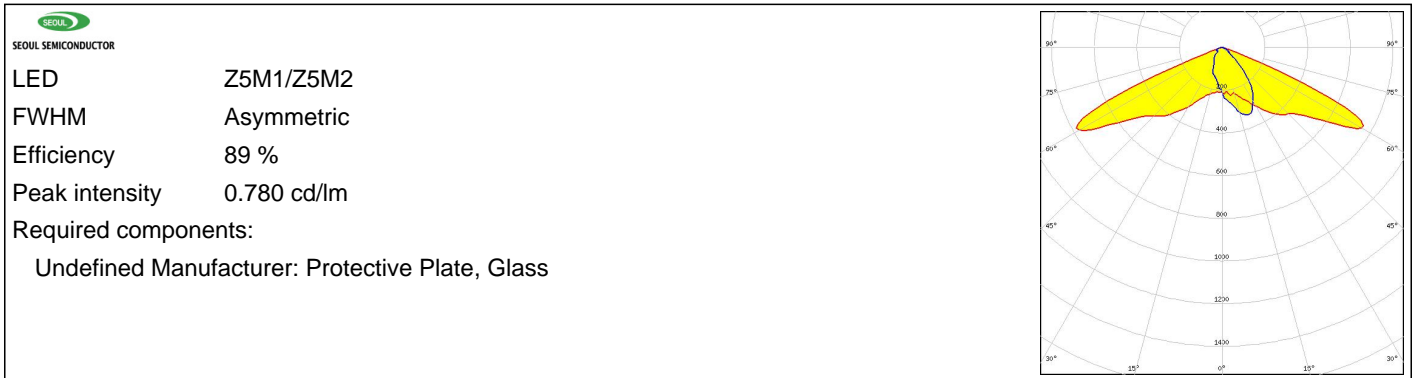 SEOUL
SEOUL SEMICONDUCTOR
LED Z5M1/Z5M2
FWHM Asymmetric
Efficiency 89 %
Peak intensity 0.780 cd/lm
Required components:
Undefined Manufacturer: Protective Plate, Glass
90° 90°
75° 200 75°
400
60° 60°
600
800
45° 45°
1000
1200
1400
30° 30°
15° 0° 15°